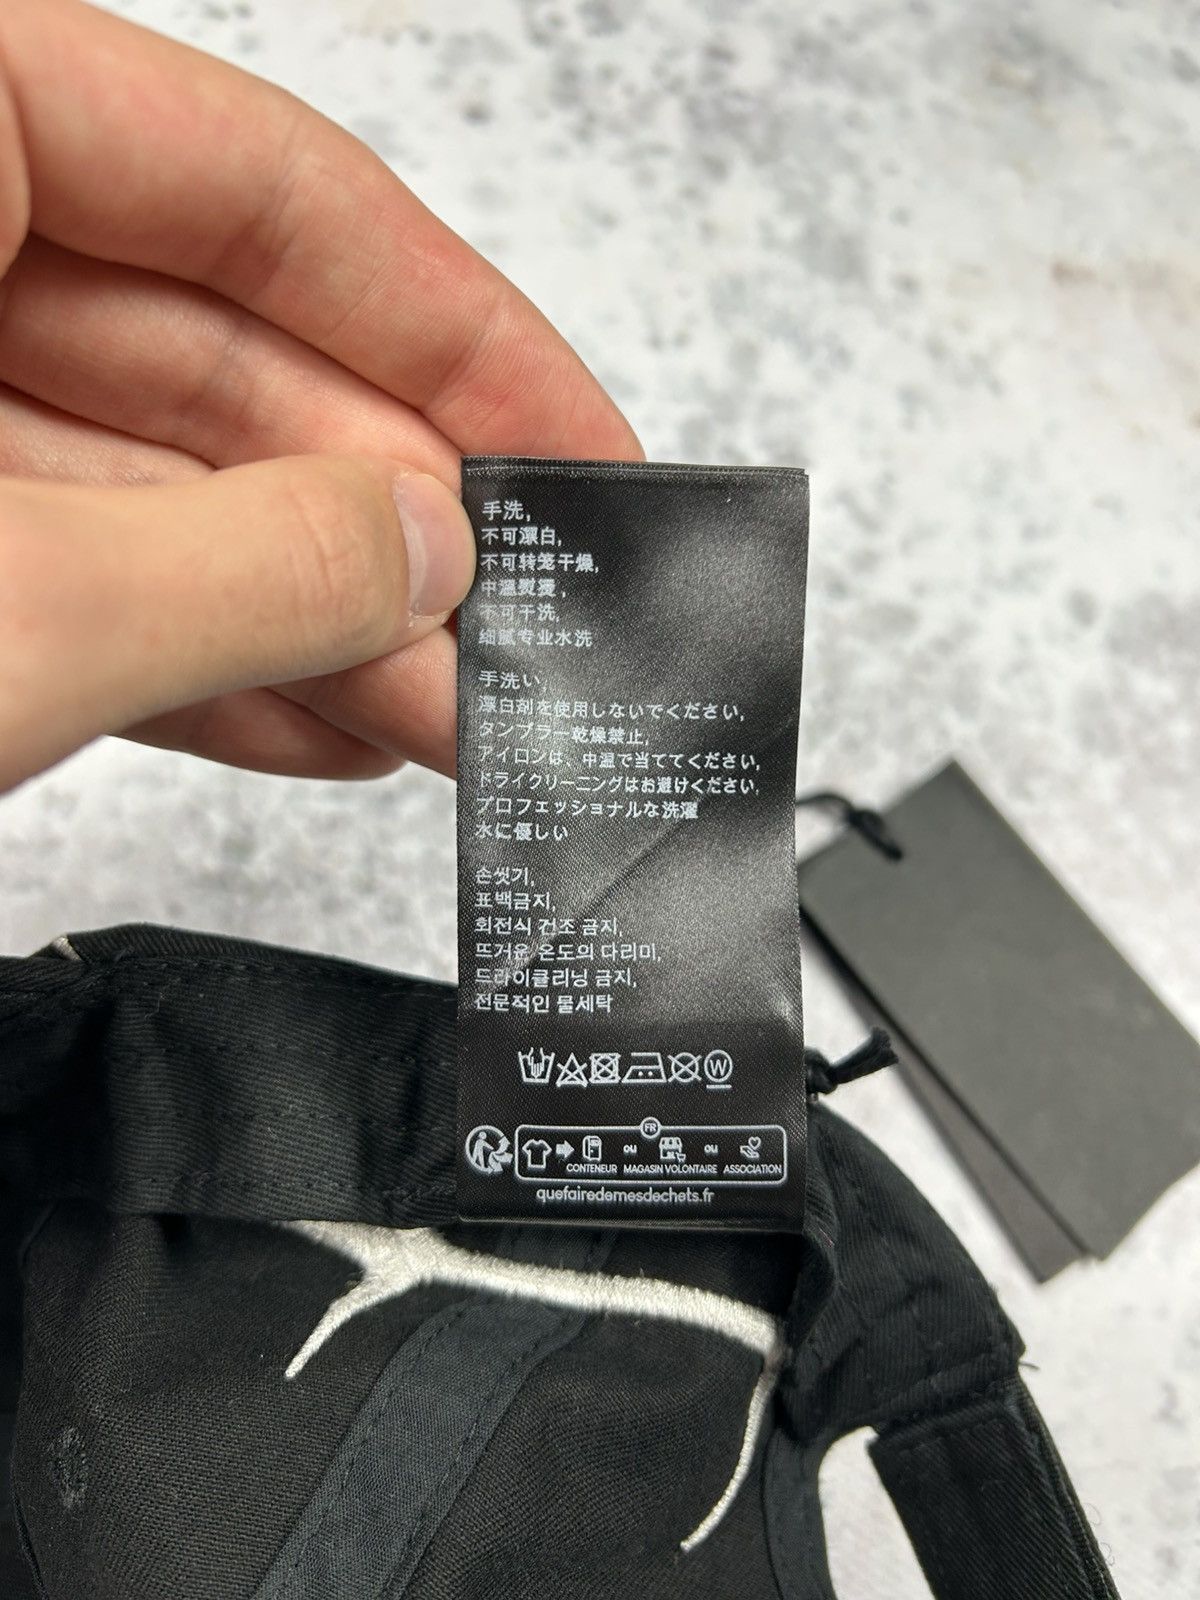 手洗,
不可漂白,
不可转笼干燥,
中温熨烫,
不可干洗,
细腻专业水洗
手洗い,
漂白剤を使用しないでください,
タンブラー乾燥禁止,
アイロンは、中温で当ててください,
ドライクリーニングはお避けください,
プロフェッショナルな洗濯
水に優しい
손씻기,
표백금지,
회전식 건조 금지,
뜨거운 온도의 다리미,
드라이클리닝 금지,
전문적인 물세탁
W
FR
ou ou
CONTENEUR MAGASIN VOLONTAIRE ASSOCIATION
quefairedemesdechets.fr